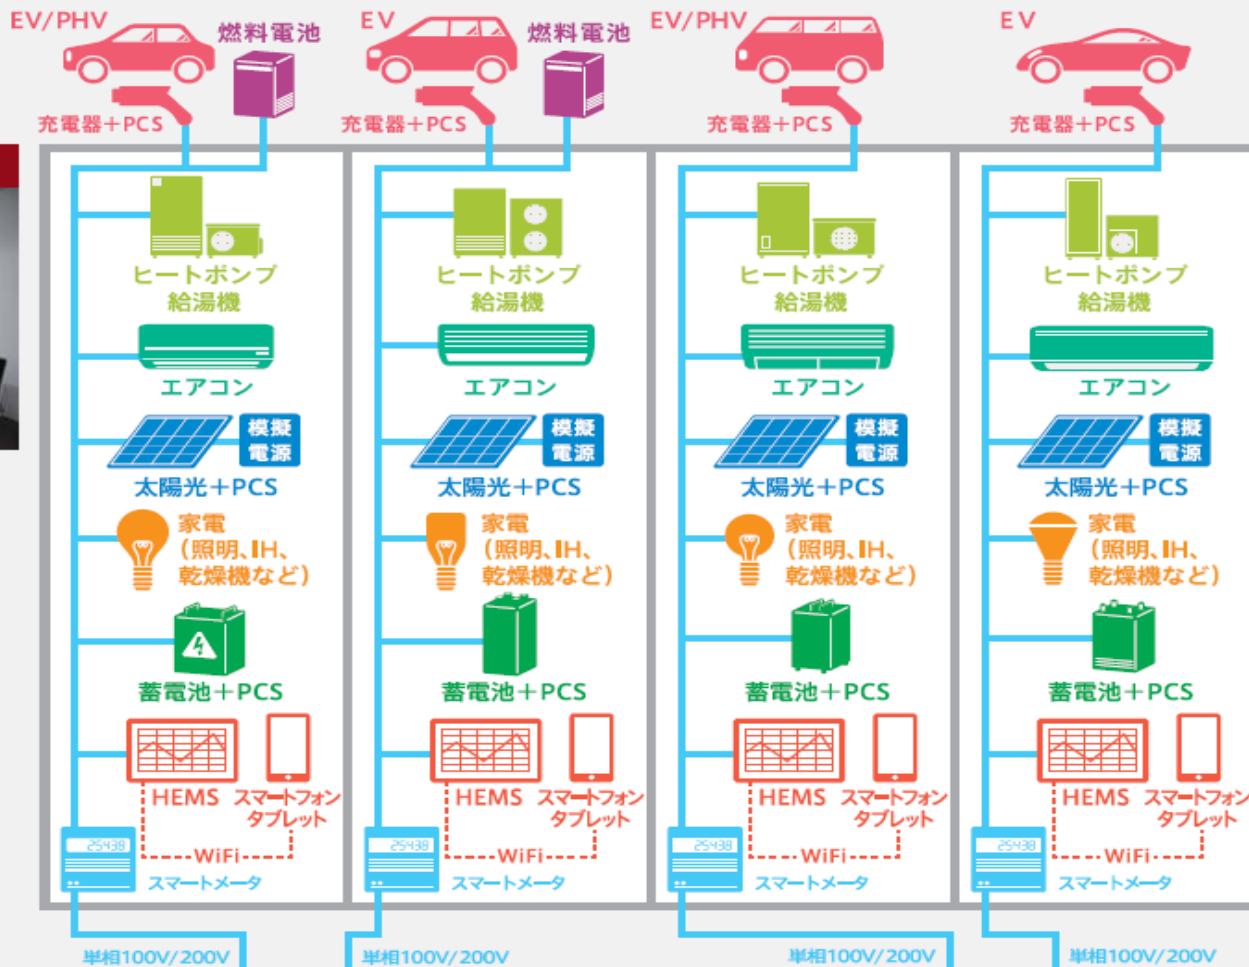 EV/PHV
燃料電池
充電器+PCS
EV
燃料電池
充電器+PCS
EV/PHV
充電器+PCS
EV
充電器+PCS
ヒートポンプ
給湯機
エアコン
模擬
電源
太陽光+PCS
家電
(照明、IH、
乾燥機など)
蓄電池+PCS
HEMS
スマートフォン
タブレット
WiFi
25438
スマートメータ
単相100V/200V
ヒートポンプ
給湯機
エアコン
模擬
電源
太陽光+PCS
家電
(照明、IH、
乾燥機など)
蓄電池+PCS
HEMS
スマートフォン
タブレット
WiFi
25438
スマートメータ
単相100V/200V
ヒートポンプ
給湯機
エアコン
模擬
電源
太陽光+PCS
家電
(照明、IH、
乾燥機など)
蓄電池+PCS
HEMS
スマートフォン
タブレット
WiFi
25438
スマートメータ
単相100V/200V
ヒートポンプ
給湯機
エアコン
模擬
電源
太陽光+PCS
家電
(照明、IH、
乾燥機など)
蓄電池+PCS
HEMS
スマートフォン
タブレット
WiFi
25438
スマートメータ
単相100V/200V